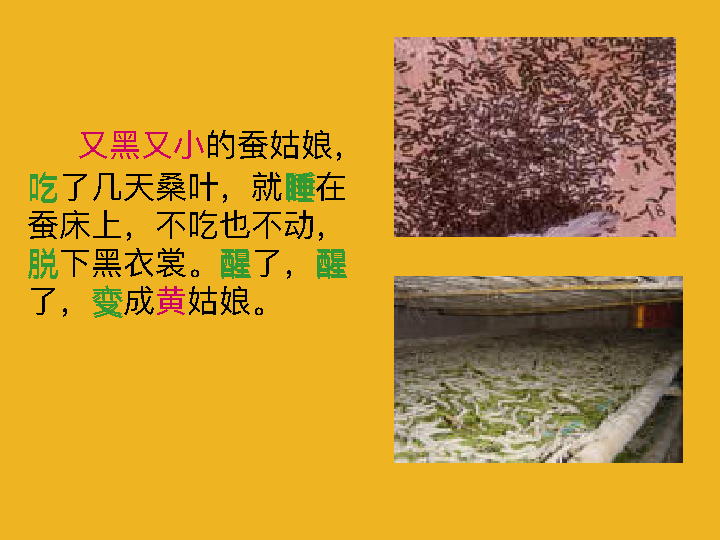 又黑又小的蚕姑娘，
吃了几天桑叶，就睡在
蚕床上，不吃也不动，
脱下黑衣裳。醒了，醒
了，变成黄姑娘。
18